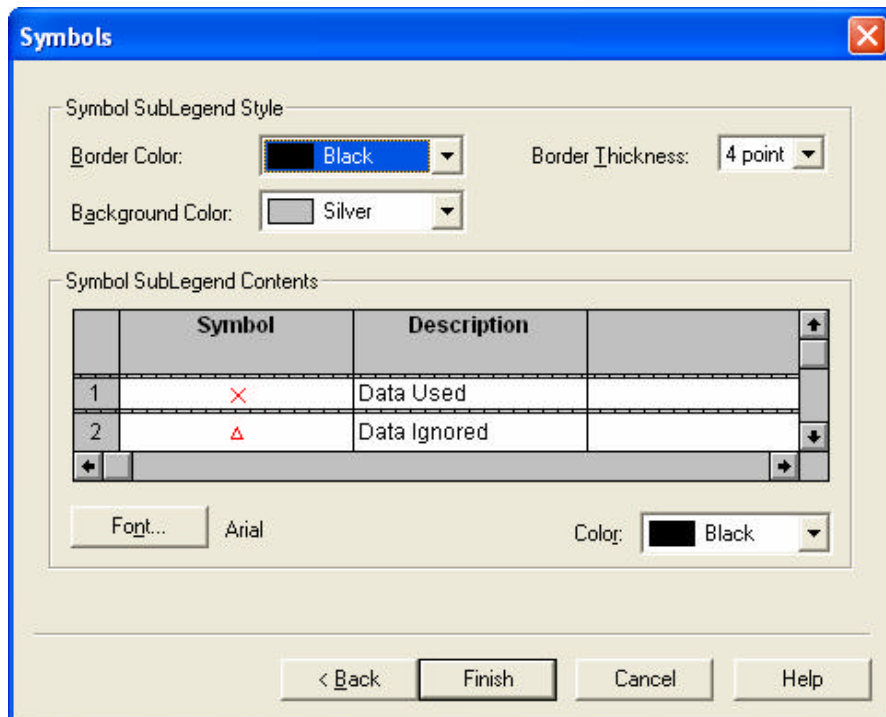 Symbols
Symbol SubLegend Style
Border Color: Black Border Thickness: 4 point
Background Color: Silver
Symbol SubLegend Contents
Symbol Description
1 Data Used
2 Data Ignored
Font... Arial Color: Black
< Back Finish Cancel Help